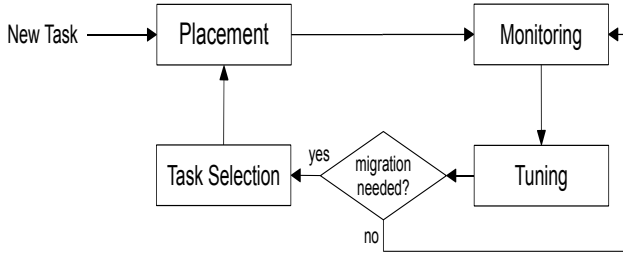 New Task
Placement
Monitoring
Task Selection
yes
migration
needed?
Tuning
no